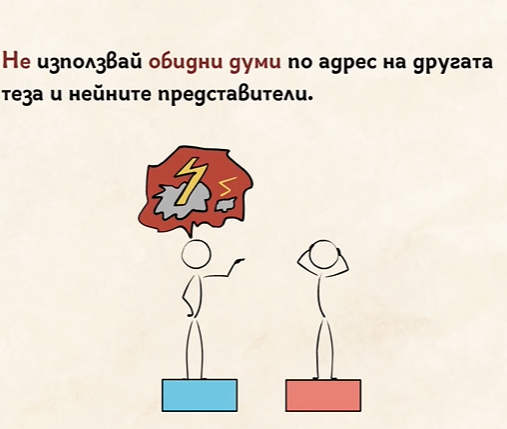 Не използвай обидни думи по адрес на другата
теза и нейните представители.